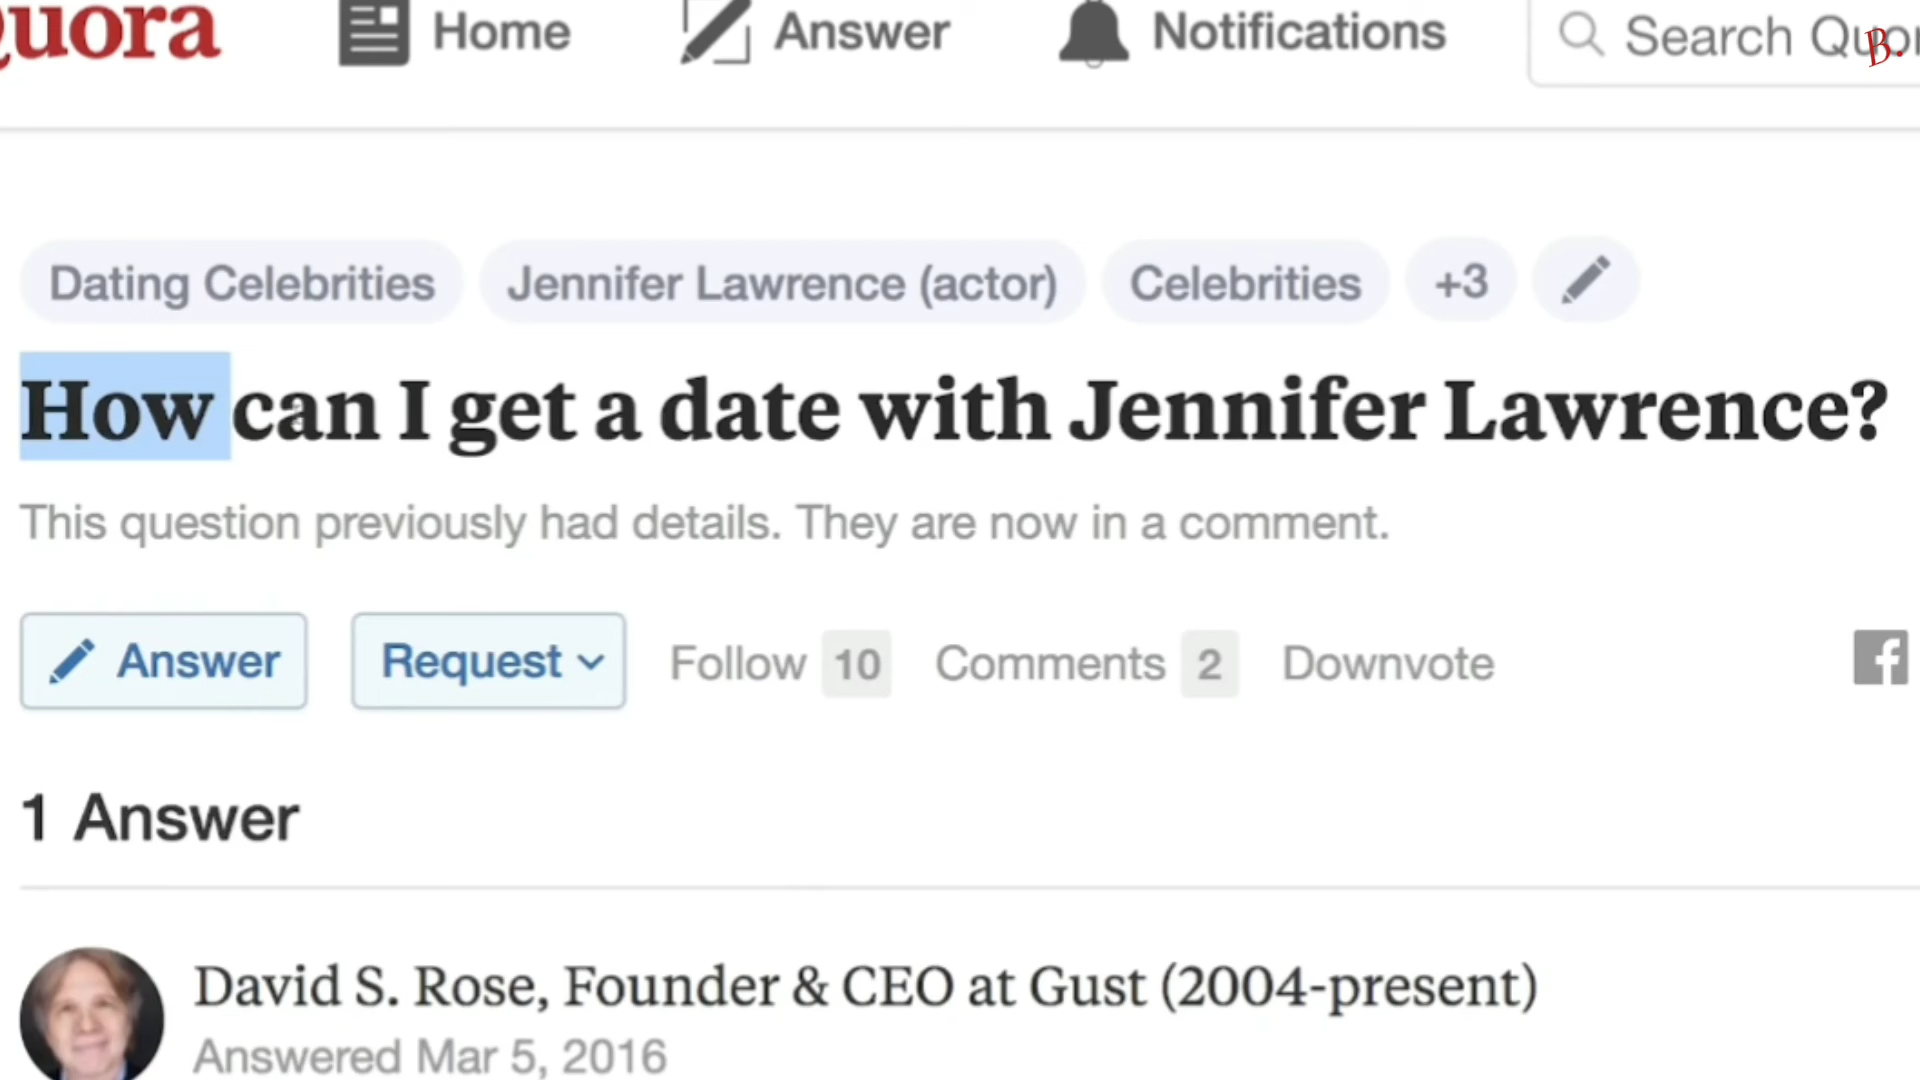 uora Home Answer Notifications Search Quor
B.
Dating Celebrities Jennifer Lawrence (actor) Celebrities +3
How can I get a date with Jennifer Lawrence?
This question previously had details. They are now in a comment.
Answer Request Follow 10 Comments 2 Downvote
1 Answer
David S. Rose, Founder & CEO at Gust (2004-present)
Answered Mar 5, 2016